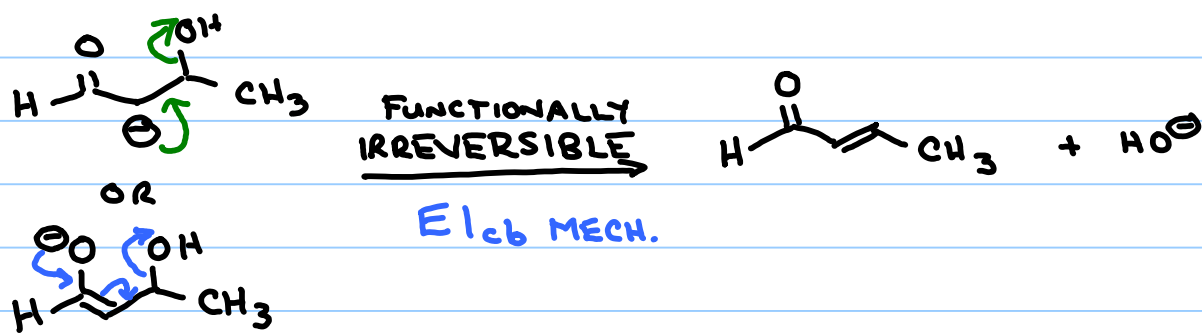 OH
O
H
CH3
⊖
OR
⊖O
OH
H
CH3
FUNCTIONALLY
IRREVERSIBLE
E1cb MECH.
O
H
CH3 + HO⊖